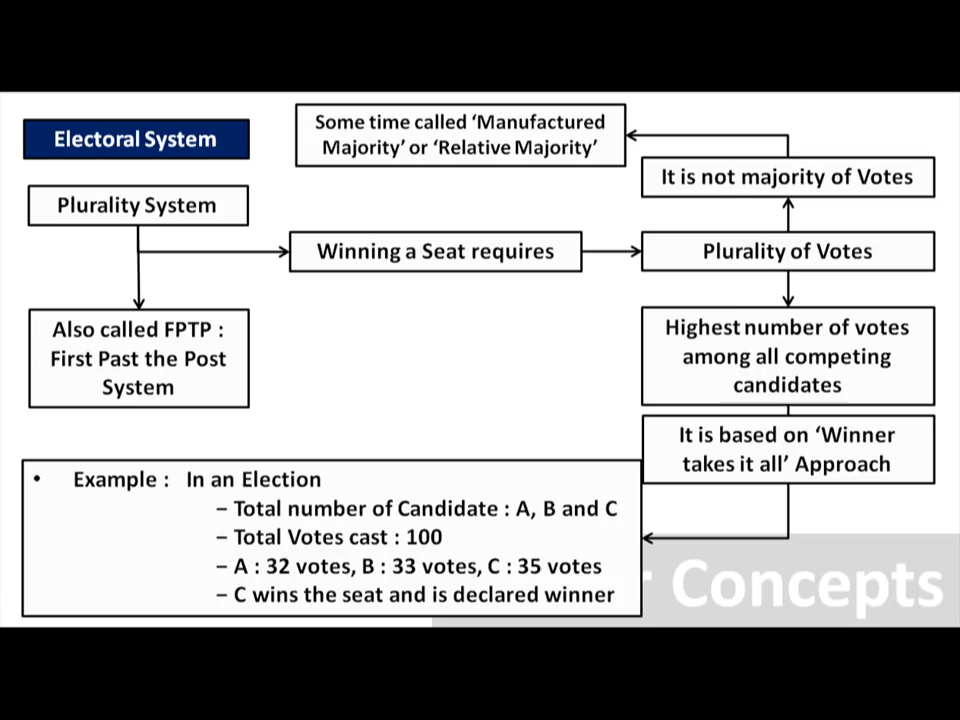 Electoral System
Some time called ‘Manufactured
Majority’ or ‘Relative Majority’
It is not majority of Votes
Plurality System
Winning a Seat requires
Plurality of Votes
Also called FPTP :
First Past the Post
System
Highest number of votes
among all competing
candidates
It is based on ‘Winner
takes it all’ Approach
• Example : In an Election
– Total number of Candidate : A, B and C
– Total Votes cast : 100
– A : 32 votes, B : 33 votes, C : 35 votes
– C wins the seat and is declared winner
Concepts